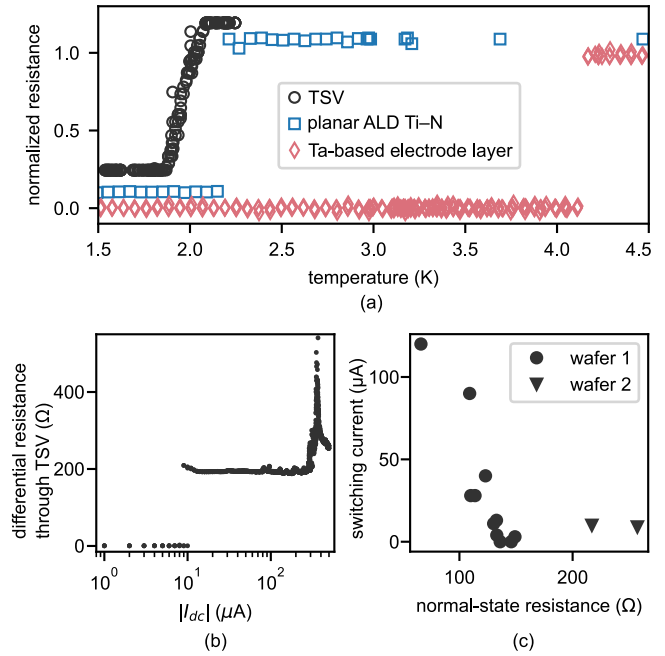 normalized resistance
1.0
0.5
0.0
TSV
planar ALD Ti–N
Ta-based electrode layer
1.5 2.0 2.5 3.0 3.5 4.0 4.5
temperature (K)
(a)
differential resistance
through TSV (Ω)
400
200
0
10⁰ 10¹ 10²
|I_dc| (μA)
(b)
switching current (μA)
100
50
0
wafer 1
wafer 2
100 200
normal-state resistance (Ω)
(c)